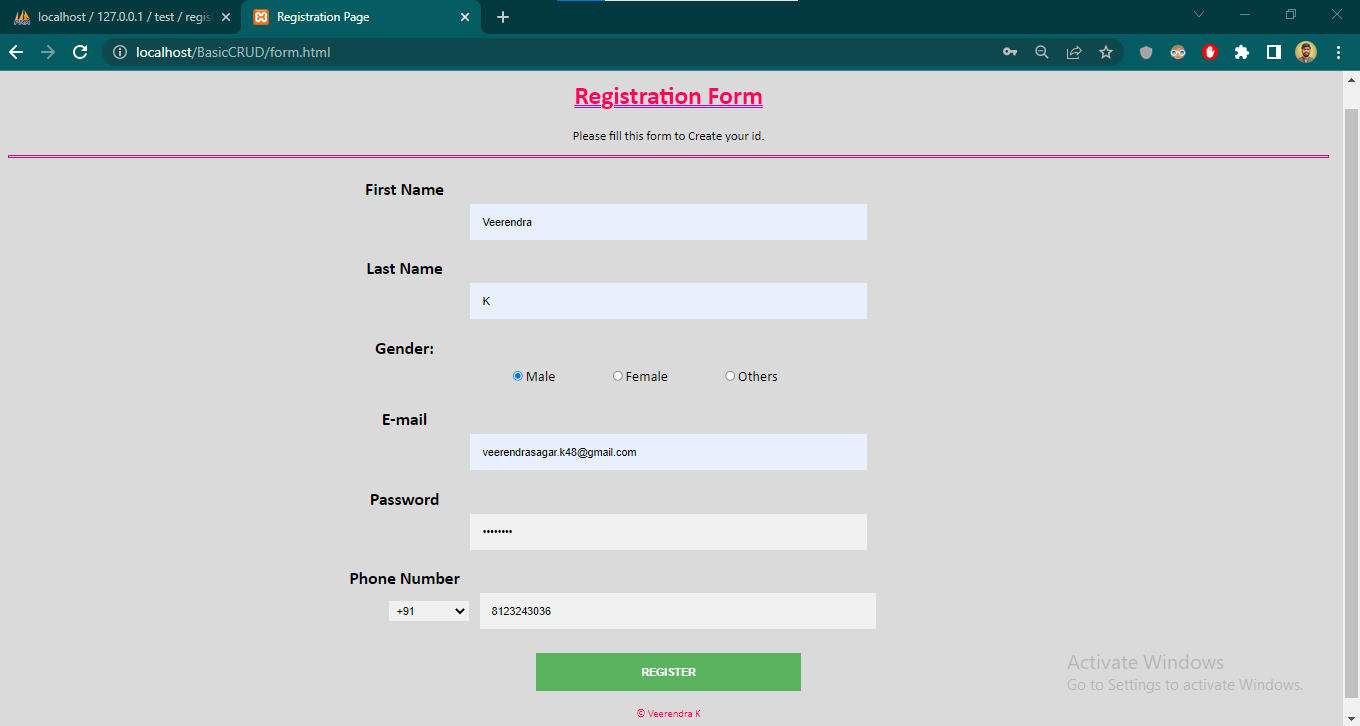 localhost / 127.0.0.1 / test / regis
Registration Page
localhost/BasicCRUD/form.html
Registration Form
Please fill this form to Create your id.
First Name
Veerendra
Last Name
K
Gender:
Male Female Others
E-mail
veerendrasagar.k48@gmail.com
Password
••••••••
Phone Number
+91 8123243036
REGISTER
© Veerendra K
Activate Windows
Go to Settings to activate Windows.